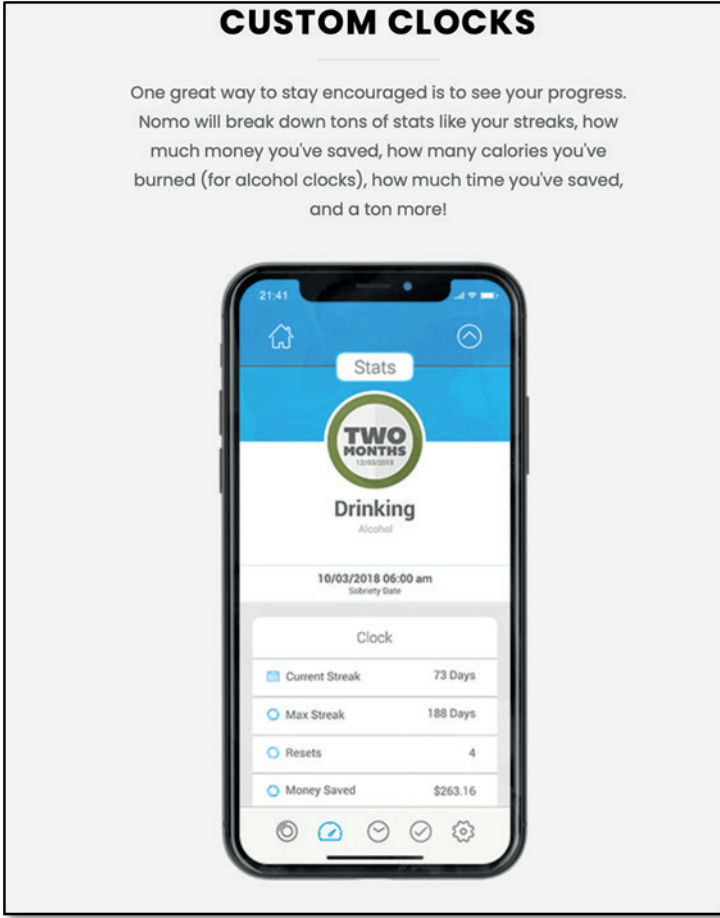 CUSTOM CLOCKS
One great way to stay encouraged is to see your progress.
Nomo will break down tons of stats like your streaks, how
much money you've saved, how many calories you've
burned (for alcohol clocks), how much time you've saved,
and a ton more!
21:41
Stats
TWO
MONTHS
12/03/2018
Drinking
Alcohol
10/03/2018 06:00 am
Sobriety Date
Clock
Current Streak 73 Days
Max Streak 188 Days
Resets 4
Money Saved $263.16